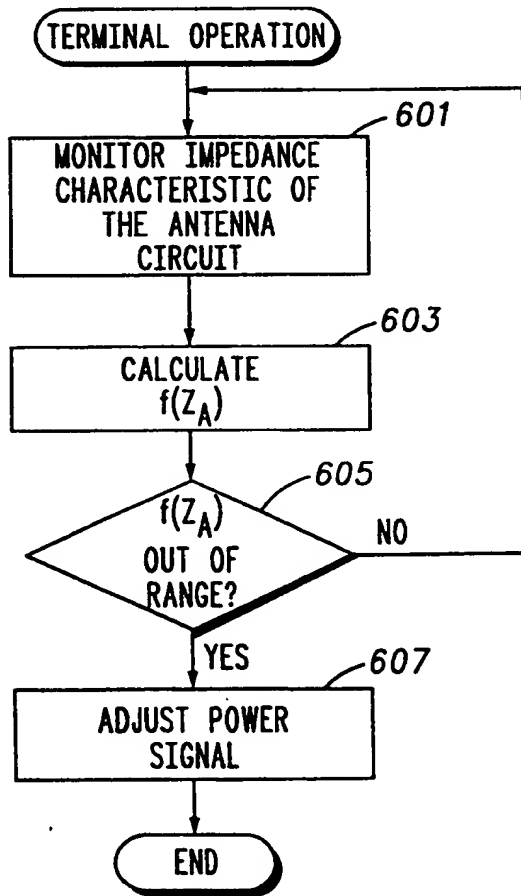 TERMINAL OPERATION
601
MONITOR IMPEDANCE
CHARACTERISTIC OF
THE ANTENNA
CIRCUIT
603
CALCULATE
f(Z_A)
605
f(Z_A)
OUT OF
RANGE?
NO
YES
607
ADJUST POWER
SIGNAL
END